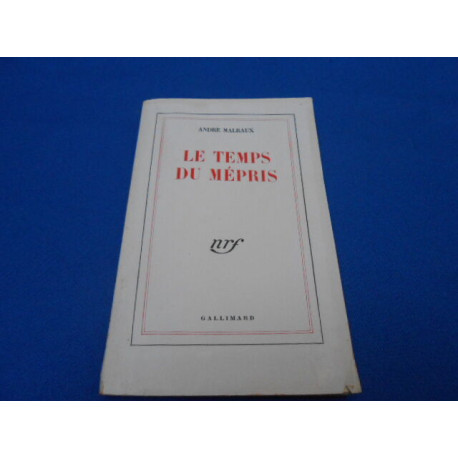 ANDRÉ MALRAUX
LE TEMPS
DU MÉPRIS
nrf
GALLIMARD